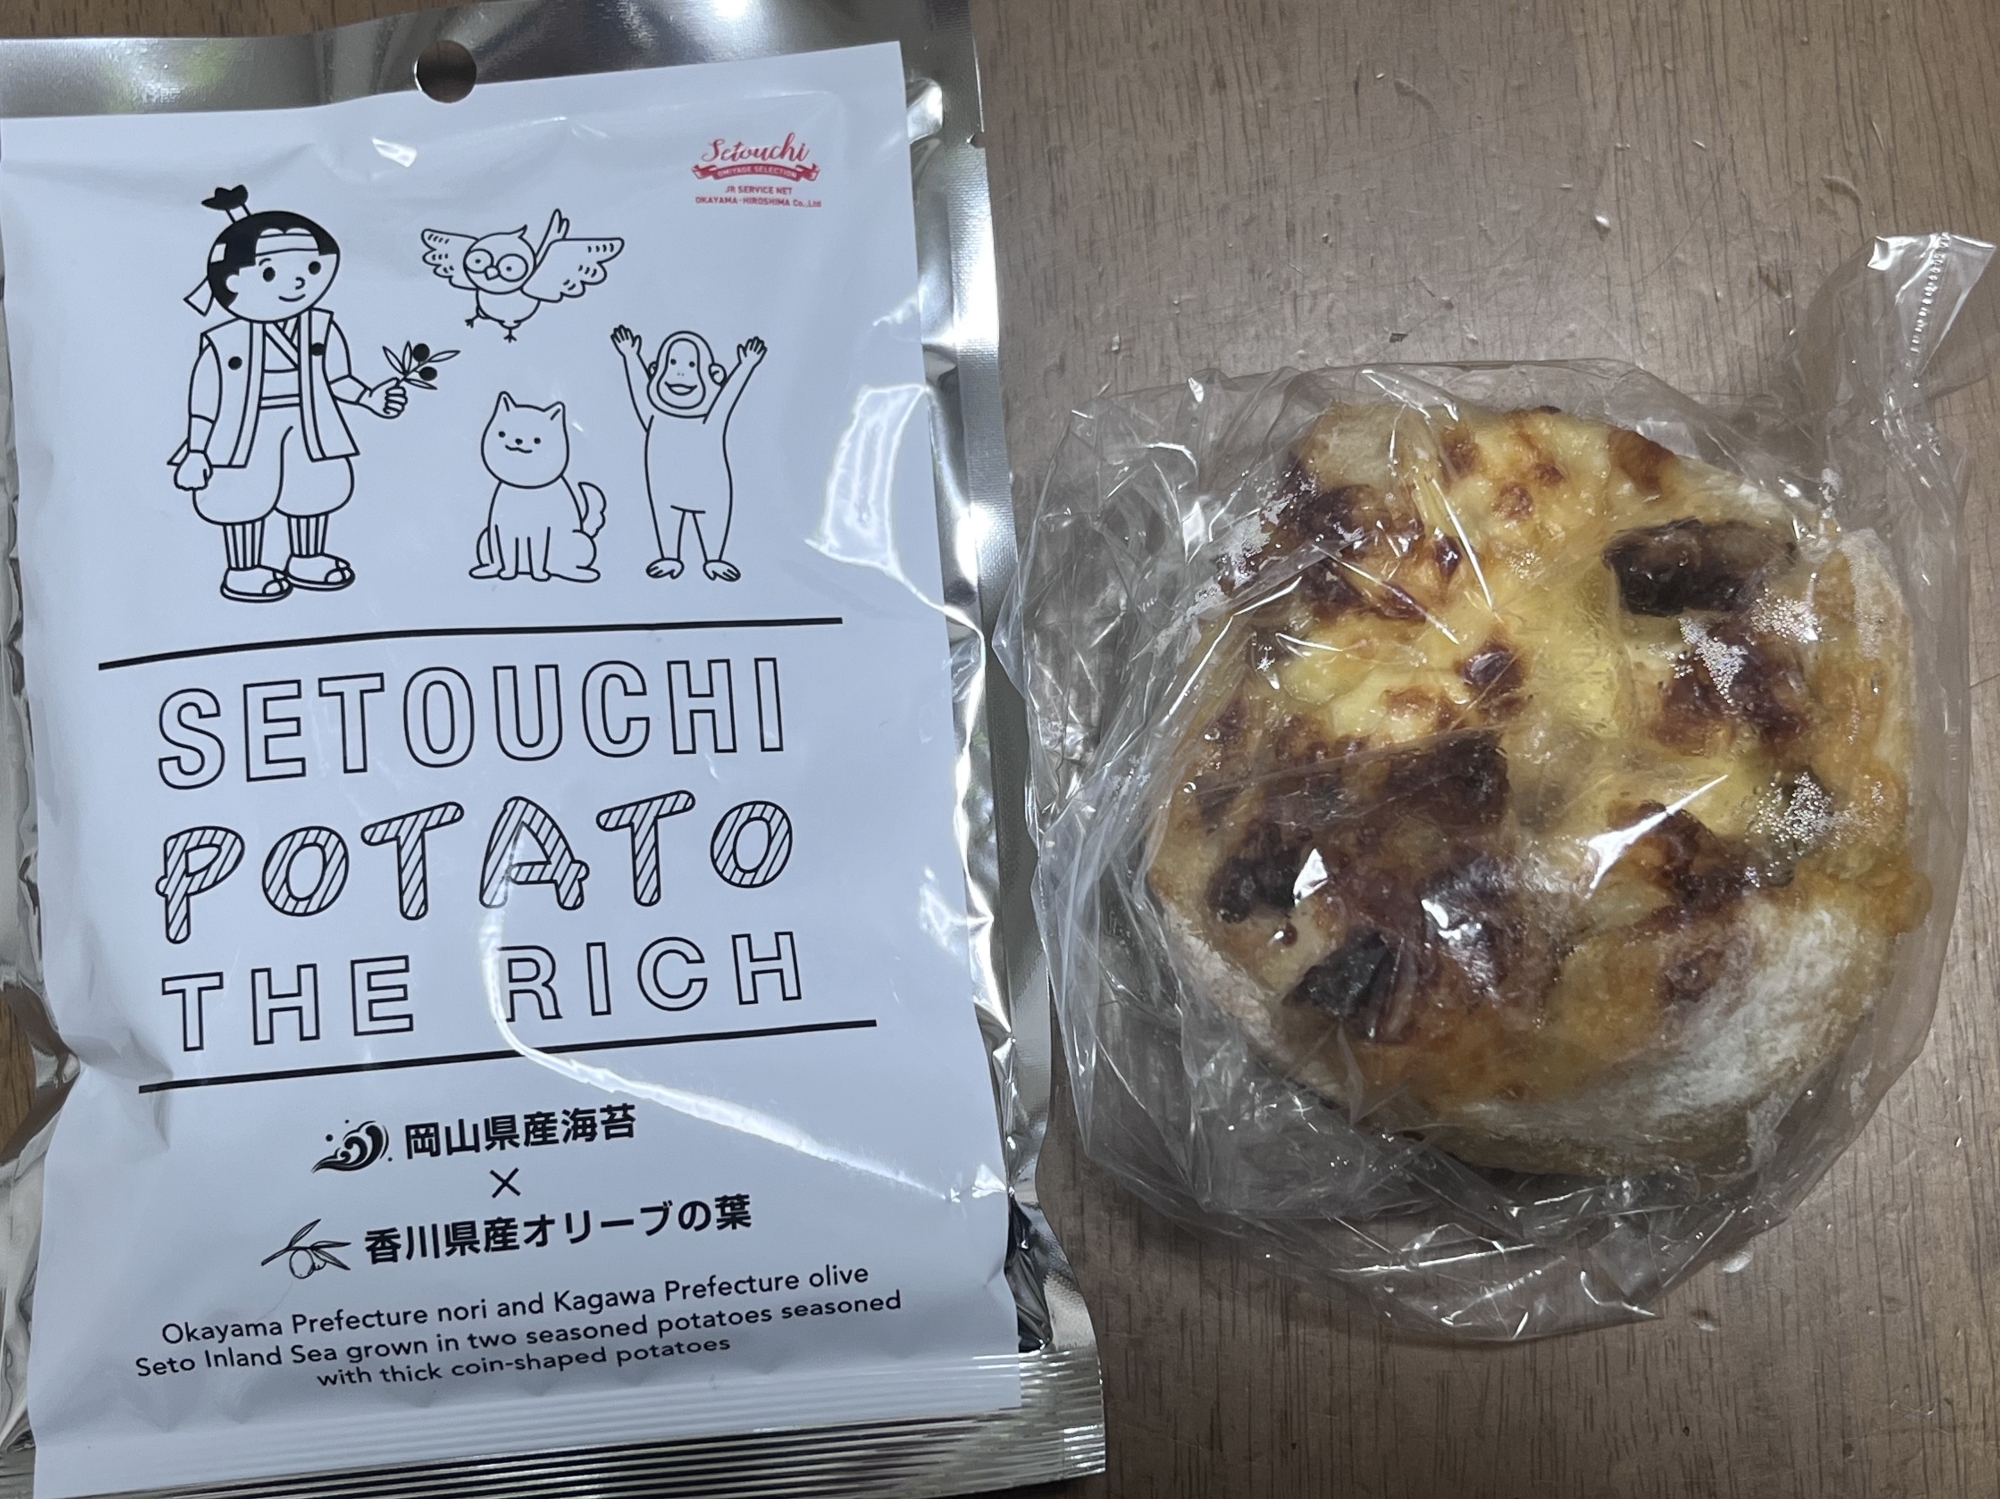 Setouchi
OMIYAGE SELECTION
JR SERVICE NET
OKAYAMA・HIROSHIMA Co.,Ltd
SETOUCHI
POTATO
THE RICH
岡山県産海苔
×
香川県産オリーブの葉
Okayama Prefecture nori and Kagawa Prefecture olive
Seto Inland Sea grown in two seasoned potatoes seasoned
with thick coin-shaped potatoes